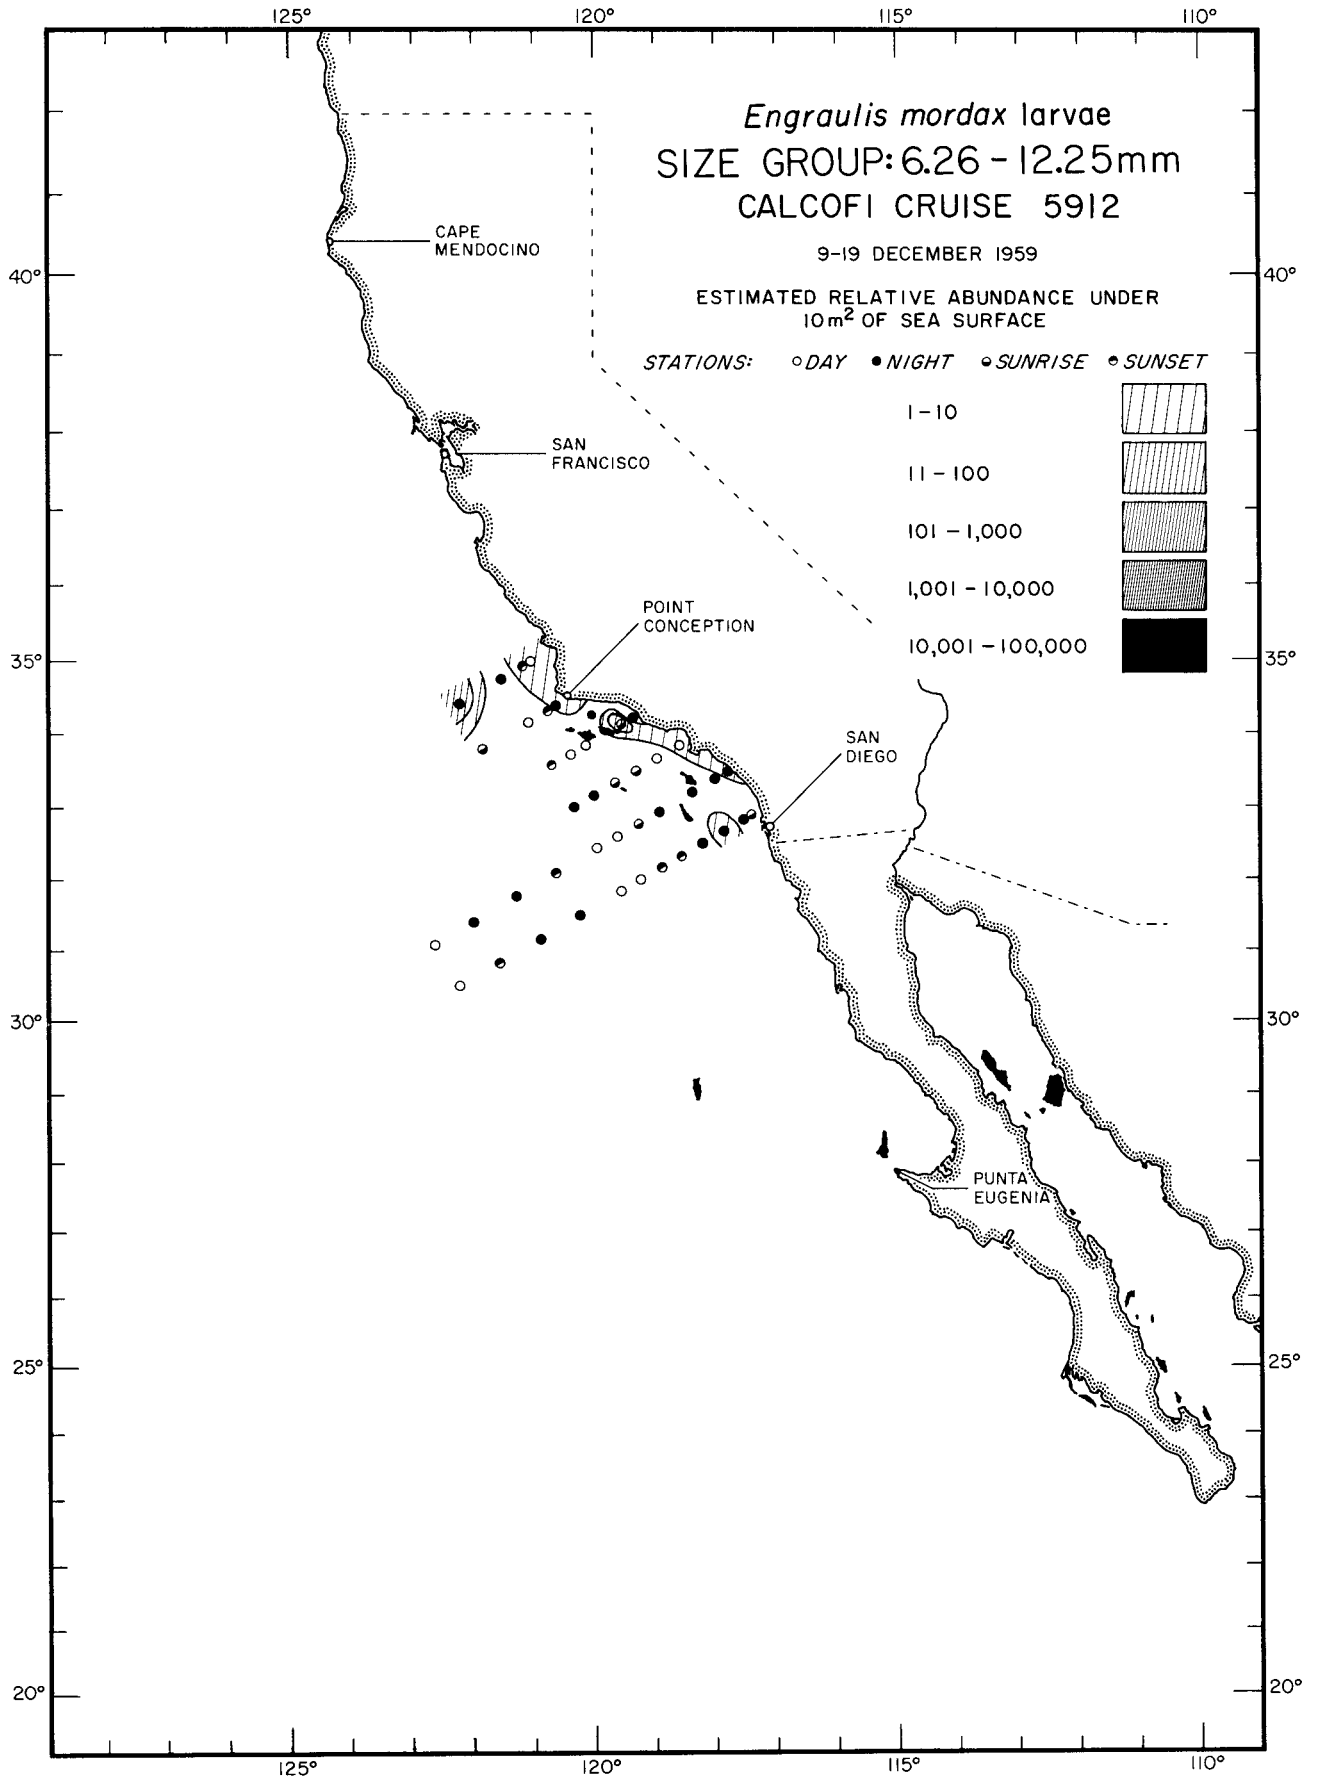 125° 120° 115° 110°
Engraulis mordax larvae
SIZE GROUP: 6.26 - 12.25mm
CALCOFI CRUISE 5912
9-19 DECEMBER 1959
ESTIMATED RELATIVE ABUNDANCE UNDER
10m² OF SEA SURFACE
STATIONS: DAY NIGHT SUNRISE SUNSET
1-10
11-100
101-1,000
1,001-10,000
10,001-100,000
CAPE
MENDOCINO
40° 40°
SAN
FRANCISCO
POINT
CONCEPTION
35° 35°
SAN
DIEGO
30° 30°
PUNTA
EUGENIA
25° 25°
20° 20°
125° 120° 115° 110°